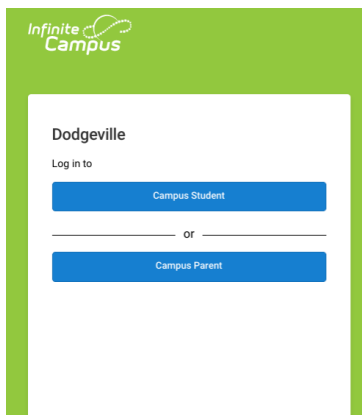 Infinite
Campus
Dodgeville
Log in to
Campus Student
or
Campus Parent